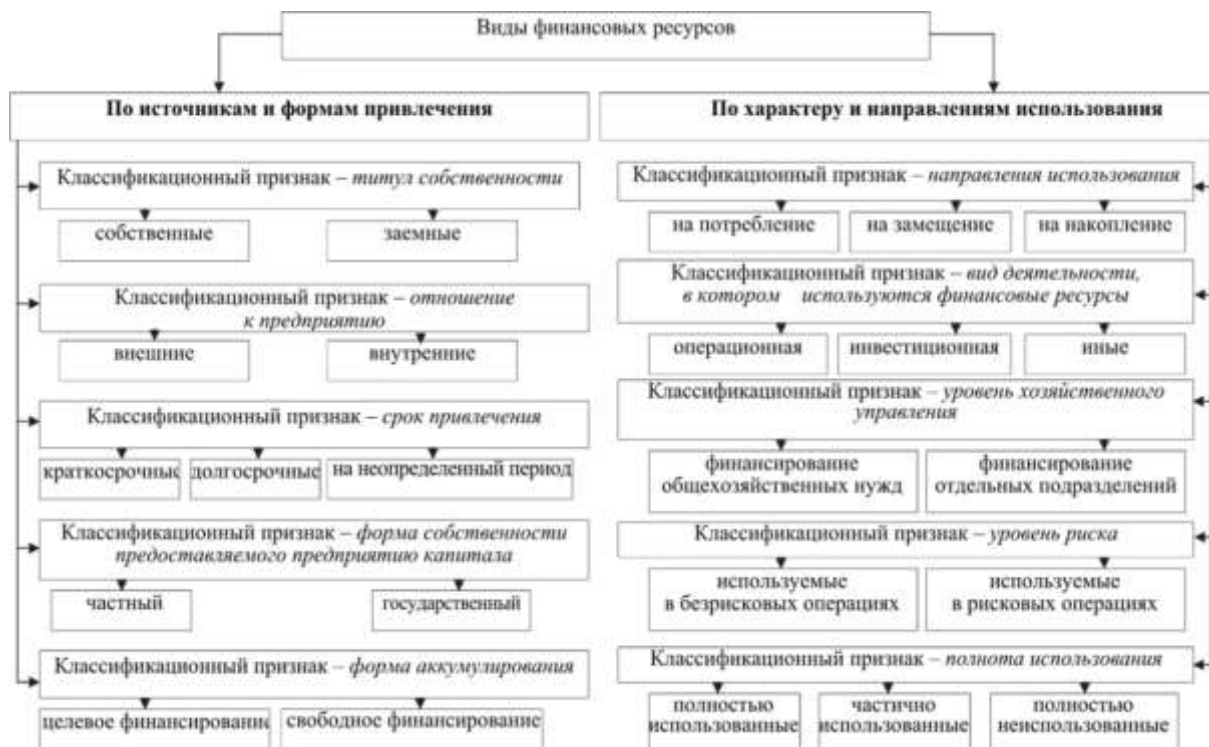 Виды финансовых ресурсов
По источникам и формам привлечения
Классификационный признак – титул собственности
собственные
заемные
Классификационный признак – отношение
к предприятию
внешние
внутренние
Классификационный признак – срок привлечения
краткосрочные
долгосрочные
на неопределенный период
Классификационный признак – форма собственности
предоставляемого предприятию капитала
частный
государственный
Классификационный признак – форма аккумулирования
целевое финансирование
свободное финансирование
По характеру и направлениям использования
Классификационный признак – направления использования
на потребление
на замещение
на накопление
Классификационный признак – вид деятельности,
в котором используются финансовые ресурсы
операционная
инвестиционная
иные
Классификационный признак – уровень хозяйственного
управления
финансирование
общехозяйственных нужд
финансирование
отдельных подразделений
Классификационный признак – уровень риска
используемые
в безрисковых операциях
используемые
в рисковых операциях
Классификационный признак – полнота использования
полностью
использованные
частично
использованные
полностью
неиспользованные